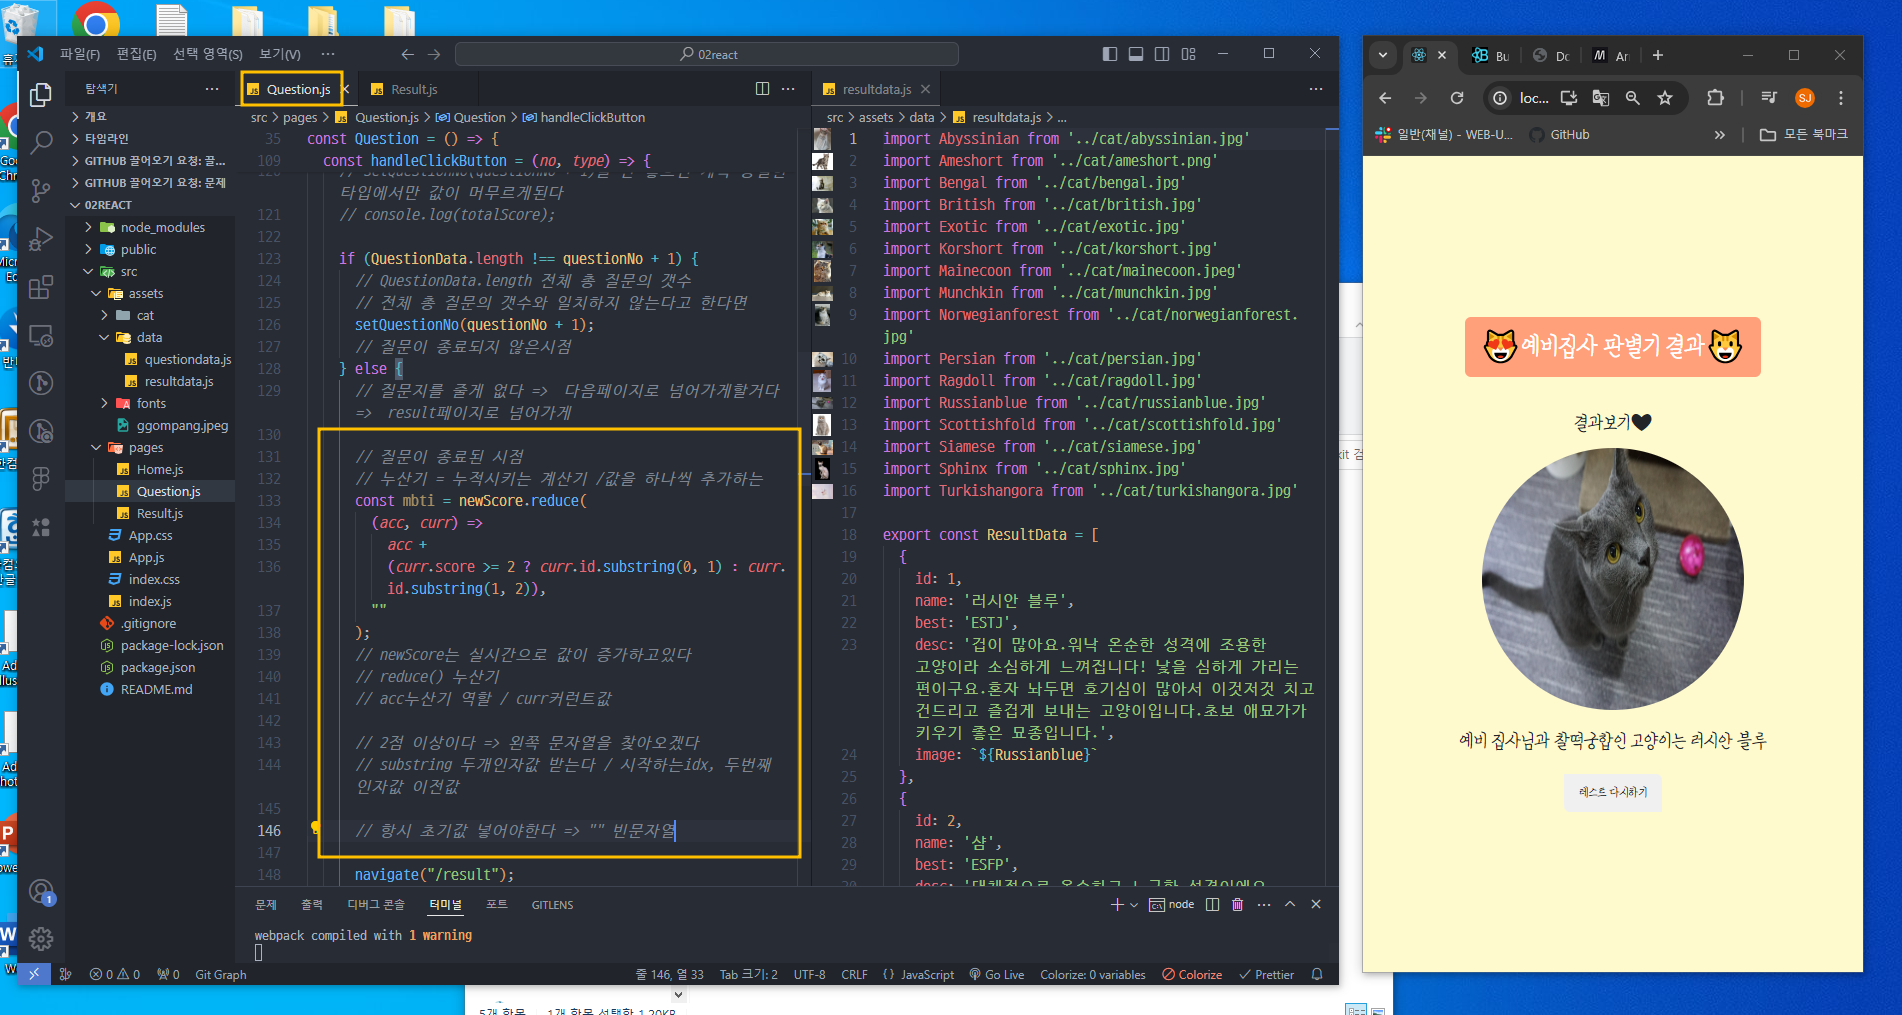 파일(F) 편집(E) 선택 영역(S) 보기(V) ··· 02react
탐색기 ···
개요
타임라인
GITHUB 끌어오기 요청: 끌...
GITHUB 끌어오기 요청: 문제
02REACT
node_modules
public
src
assets
cat
data
questiondata.js
resultdata.js
fonts
ggompang.jpeg
pages
Home.js
Question.js
Result.js
App.css
App.js
index.css
index.js
.gitignore
package-lock.json
package.json
README.md
Question.js Result.js
src > pages > Question.js > Question > handleClickButton
35 const Question = () => {
109 const handleClickButton = (no, type) => {
타입에서만 값이 머무르게된다
121 // console.log(totalScore);
122
123 if (QuestionData.length !== questionNo + 1) {
124 // QuestionData.length 전체 총 질문의 갯수
125 // 전체 총 질문의 갯수와 일치하지 않는다고 한다면
126 setQuestionNo(questionNo + 1);
127 // 질문이 종료되지 않은시점
128 } else {
129 // 질문지를 줄게 없다 => 다음페이지로 넘어가게할거다
=> result페이지로 넘어가게
130
131 // 질문이 종료된 시점
132 // 누산기 = 누적시키는 계산기 /값을 하나씩 추가하는
133 const mbti = newScore.reduce(
134 (acc, curr) =>
135 acc +
136 (curr.score >= 2 ? curr.id.substring(0, 1) : curr.
id.substring(1, 2)),
137 ""
138 );
139 // newScore는 실시간으로 값이 증가하고있다
140 // reduce() 누산기
141 // acc누산기 역할 / curr커런트값
142
143 // 2점 이상이다 => 왼쪽 문자열을 찾아오겠다
144 // substring 두개인자값 받는다 / 시작하는idx, 두번째
인자값 이전값
145
146 // 항시 초기값 넣어야한다 => "" 빈문자열
147
148 navigate("/result");
resultdata.js
src > assets > data > resultdata.js > ...
1 import Abyssinian from '../cat/abyssinian.jpg'
2 import Ameshort from '../cat/ameshort.png'
3 import Bengal from '../cat/bengal.jpg'
4 import British from '../cat/british.jpg'
5 import Exotic from '../cat/exotic.jpg'
6 import Korshort from '../cat/korshort.jpg'
7 import Mainecoon from '../cat/mainecoon.jpeg'
8 import Munchkin from '../cat/munchkin.jpg'
9 import Norwegianforest from '../cat/norwegianforest.
jpg'
10 import Persian from '../cat/persian.jpg'
11 import Ragdoll from '../cat/ragdoll.jpg'
12 import Russianblue from '../cat/russianblue.jpg'
13 import Scottishfold from '../cat/scottishfold.jpg'
14 import Siamese from '../cat/siamese.jpg'
15 import Sphinx from '../cat/sphinx.jpg'
16 import Turkishangora from '../cat/turkishangora.jpg'
17
18 export const ResultData = [
19 {
20 id: 1,
21 name: '러시안 블루',
22 best: 'ESTJ',
23 desc: '겁이 많아요.워낙 온순한 성격에 조용한
고양이라 소심하게 느껴집니다! 낯을 심하게 가리는
편이구요.혼자 놔두면 호기심이 많아서 이것저것 치고
건드리고 즐겁게 보내는 고양이입니다.초보 애묘가가
키우기 좋은 묘종입니다.',
24 image: `${Russianblue}`
25 },
26 {
27 id: 2,
28 name: '샴',
29 best: 'ESFP',
문제 출력 디버그 콘솔 터미널 포트 GITLENS
node
webpack compiled with 1 warning
0 0 0 Git Graph 줄 146, 열 33 Tab 크기: 2 UTF-8 CRLF {} JavaScript Go Live Colorize: 0 variables Colorize Prettier
Bu Dc Ar
loc... SJ
일반(채널) - WEB-U... GitHub » 모든 북마크
예비집사 판별기 결과
결과보기
예비 집사님과 찰떡궁합인 고양이는 러시안 블루
테스트 다시하기
5개 항목 1개 항목 선택함 1.20KB